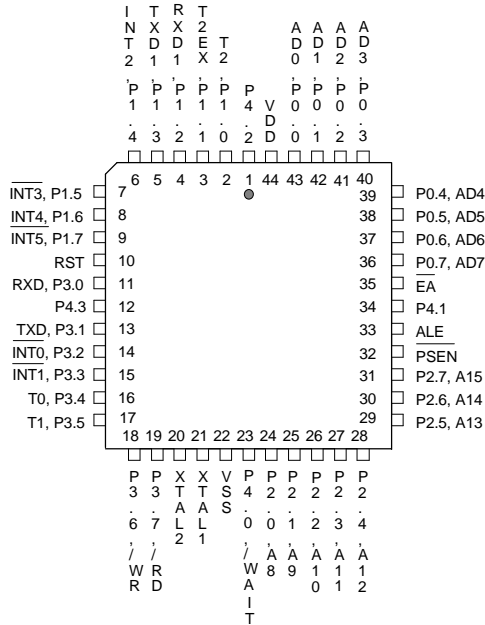 INT2, P1.4
TXD1, P1.3
RXD1, P1.2
T2EX, P1.1
T2, P1.0
P4.2
VDD
AD0, P0.0
AD1, P0.1
AD2, P0.2
AD3, P0.3
6 5 4 3 2 1 44 43 42 41 40
INT3, P1.5 7
INT4, P1.6 8
INT5, P1.7 9
RST 10
RXD, P3.0 11
P4.3 12
TXD, P3.1 13
INT0, P3.2 14
INT1, P3.3 15
T0, P3.4 16
T1, P3.5 17
39 P0.4, AD4
38 P0.5, AD5
37 P0.6, AD6
36 P0.7, AD7
35 EA
34 P4.1
33 ALE
32 PSEN
31 P2.7, A15
30 P2.6, A14
29 P2.5, A13
18 19 20 21 22 23 24 25 26 27 28
P3.6, /WR
P3.7, /RD
XTAL2
XTAL1
VSS
P4.0, /WAIT
P2.0, A8
P2.1, A9
P2.2, A10
P2.3, A11
P2.4, A12